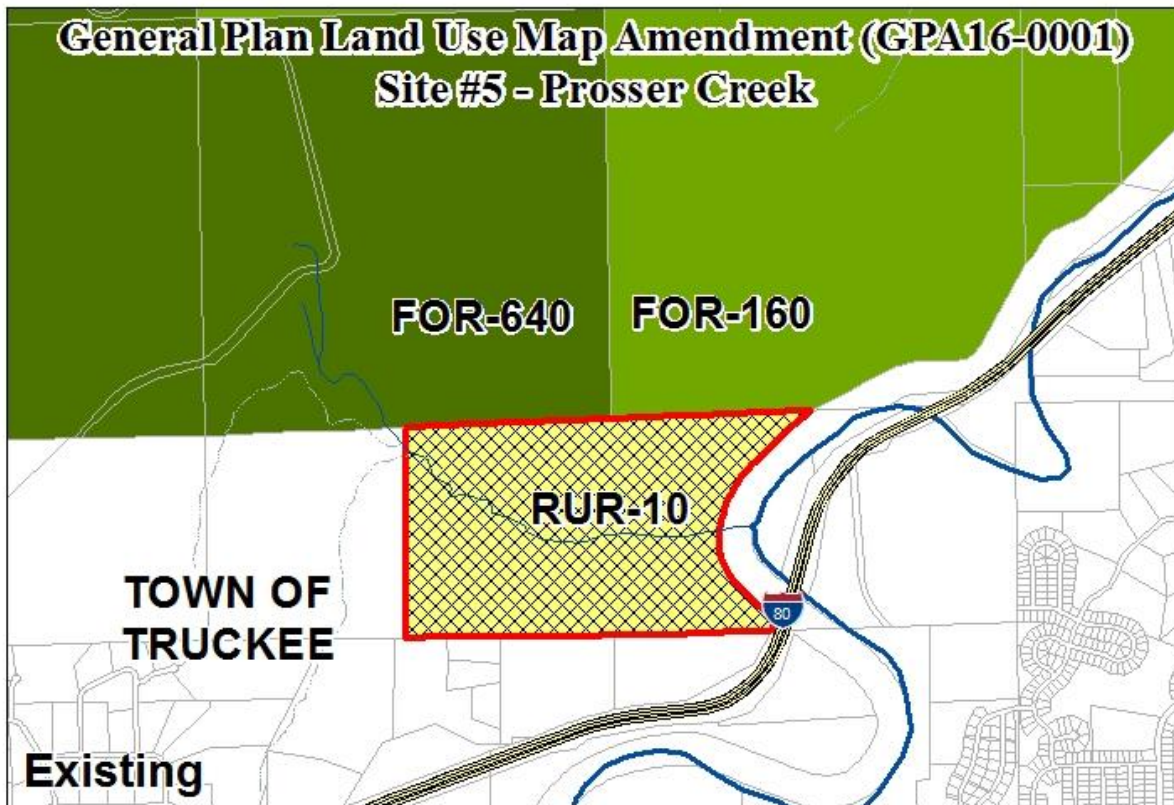 General Plan Land Use Map Amendment (GPA16-0001)
Site #5 - Prosser Creek
FOR-640
FOR-160
RUR-10
TOWN OF
TRUCKEE
80
Existing